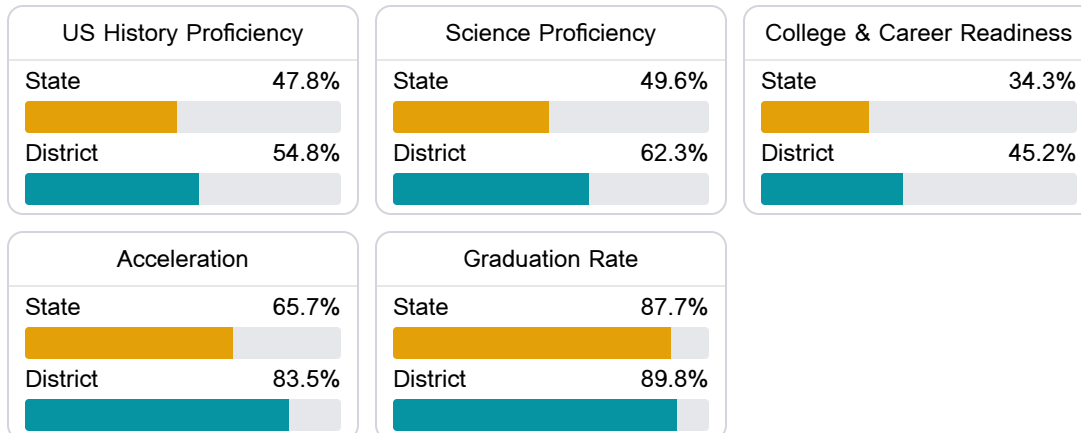 US History Proficiency
State 47.8%
District 54.8%
Science Proficiency
State 49.6%
District 62.3%
College & Career Readiness
State 34.3%
District 45.2%
Acceleration
State 65.7%
District 83.5%
Graduation Rate
State 87.7%
District 89.8%